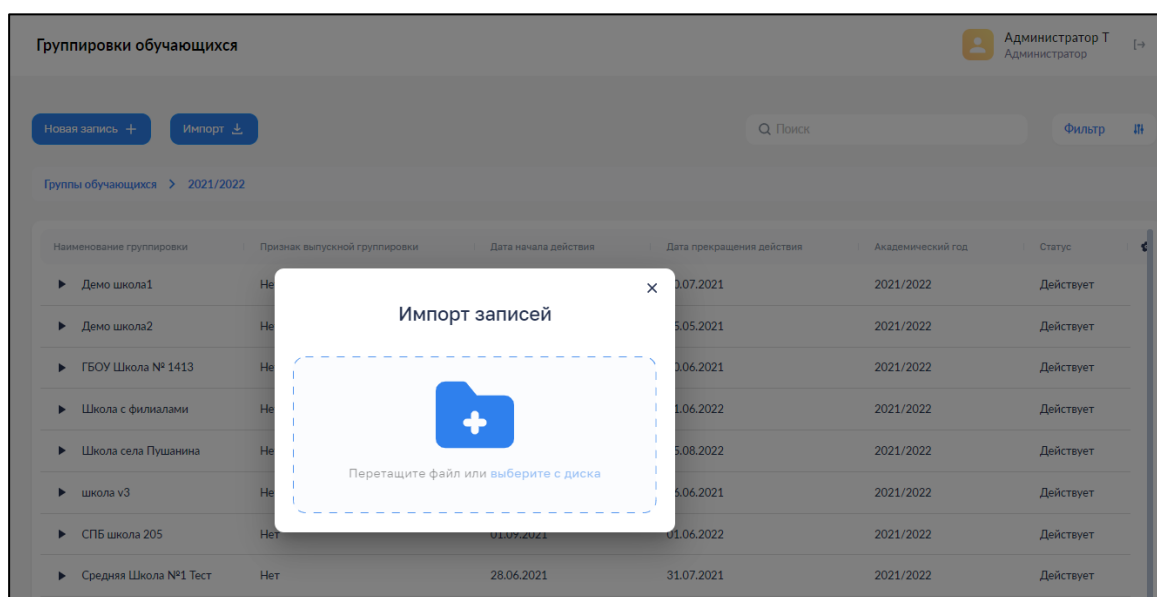 Группировки обучающихся
Администратор Т
Администратор
Новая запись
Импорт
Поиск
Фильтр
Группы обучающихся > 2021/2022
Наименование группировки Признак выпускной группировки Дата начала действия Дата прекращения действия Академический год Статус
Демо школа1 Не 0.07.2021 2021/2022 Действует
Демо школа2 Не 5.05.2021 2021/2022 Действует
ГБОУ Школа № 1413 Не 0.06.2021 2021/2022 Действует
Школа с филиалами Не 1.06.2022 2021/2022 Действует
Школа села Пушанина Не 5.08.2022 2021/2022 Действует
школа v3 Не 6.06.2021 2021/2022 Действует
СПБ школа 205 Нет 01.09.2021 01.06.2022 2021/2022 Действует
Средняя Школа №1 Тест Нет 28.06.2021 31.07.2021 2021/2022 Действует
Импорт записей
Перетащите файл или выберите с диска